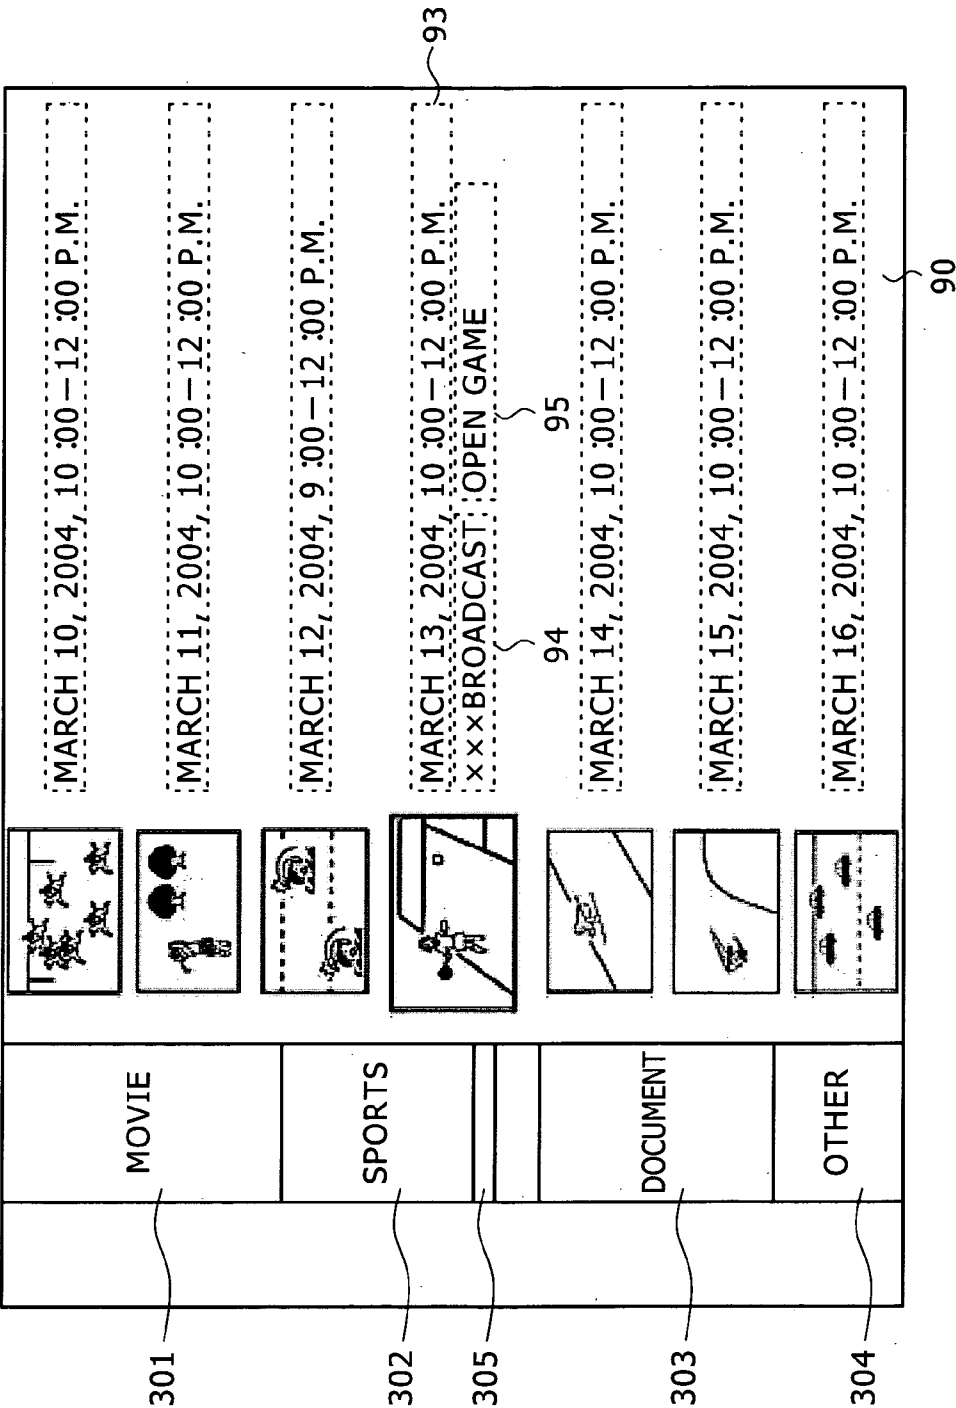 MARCH 10, 2004, 10 :00—12 :00 P.M.
MARCH 11, 2004, 10 :00—12 :00 P.M.
MARCH 12, 2004, 9 :00—12 :00 P.M.
MARCH 13, 2004, 10 :00—12 :00 P.M.
93
×××BROADCAST OPEN GAME
94 95
MARCH 14, 2004, 10 :00—12 :00 P.M.
MARCH 15, 2004, 10 :00—12 :00 P.M.
MARCH 16, 2004, 10 :00—12 :00 P.M.
90
MOVIE
SPORTS
DOCUMENT
OTHER
301
302
305
303
304